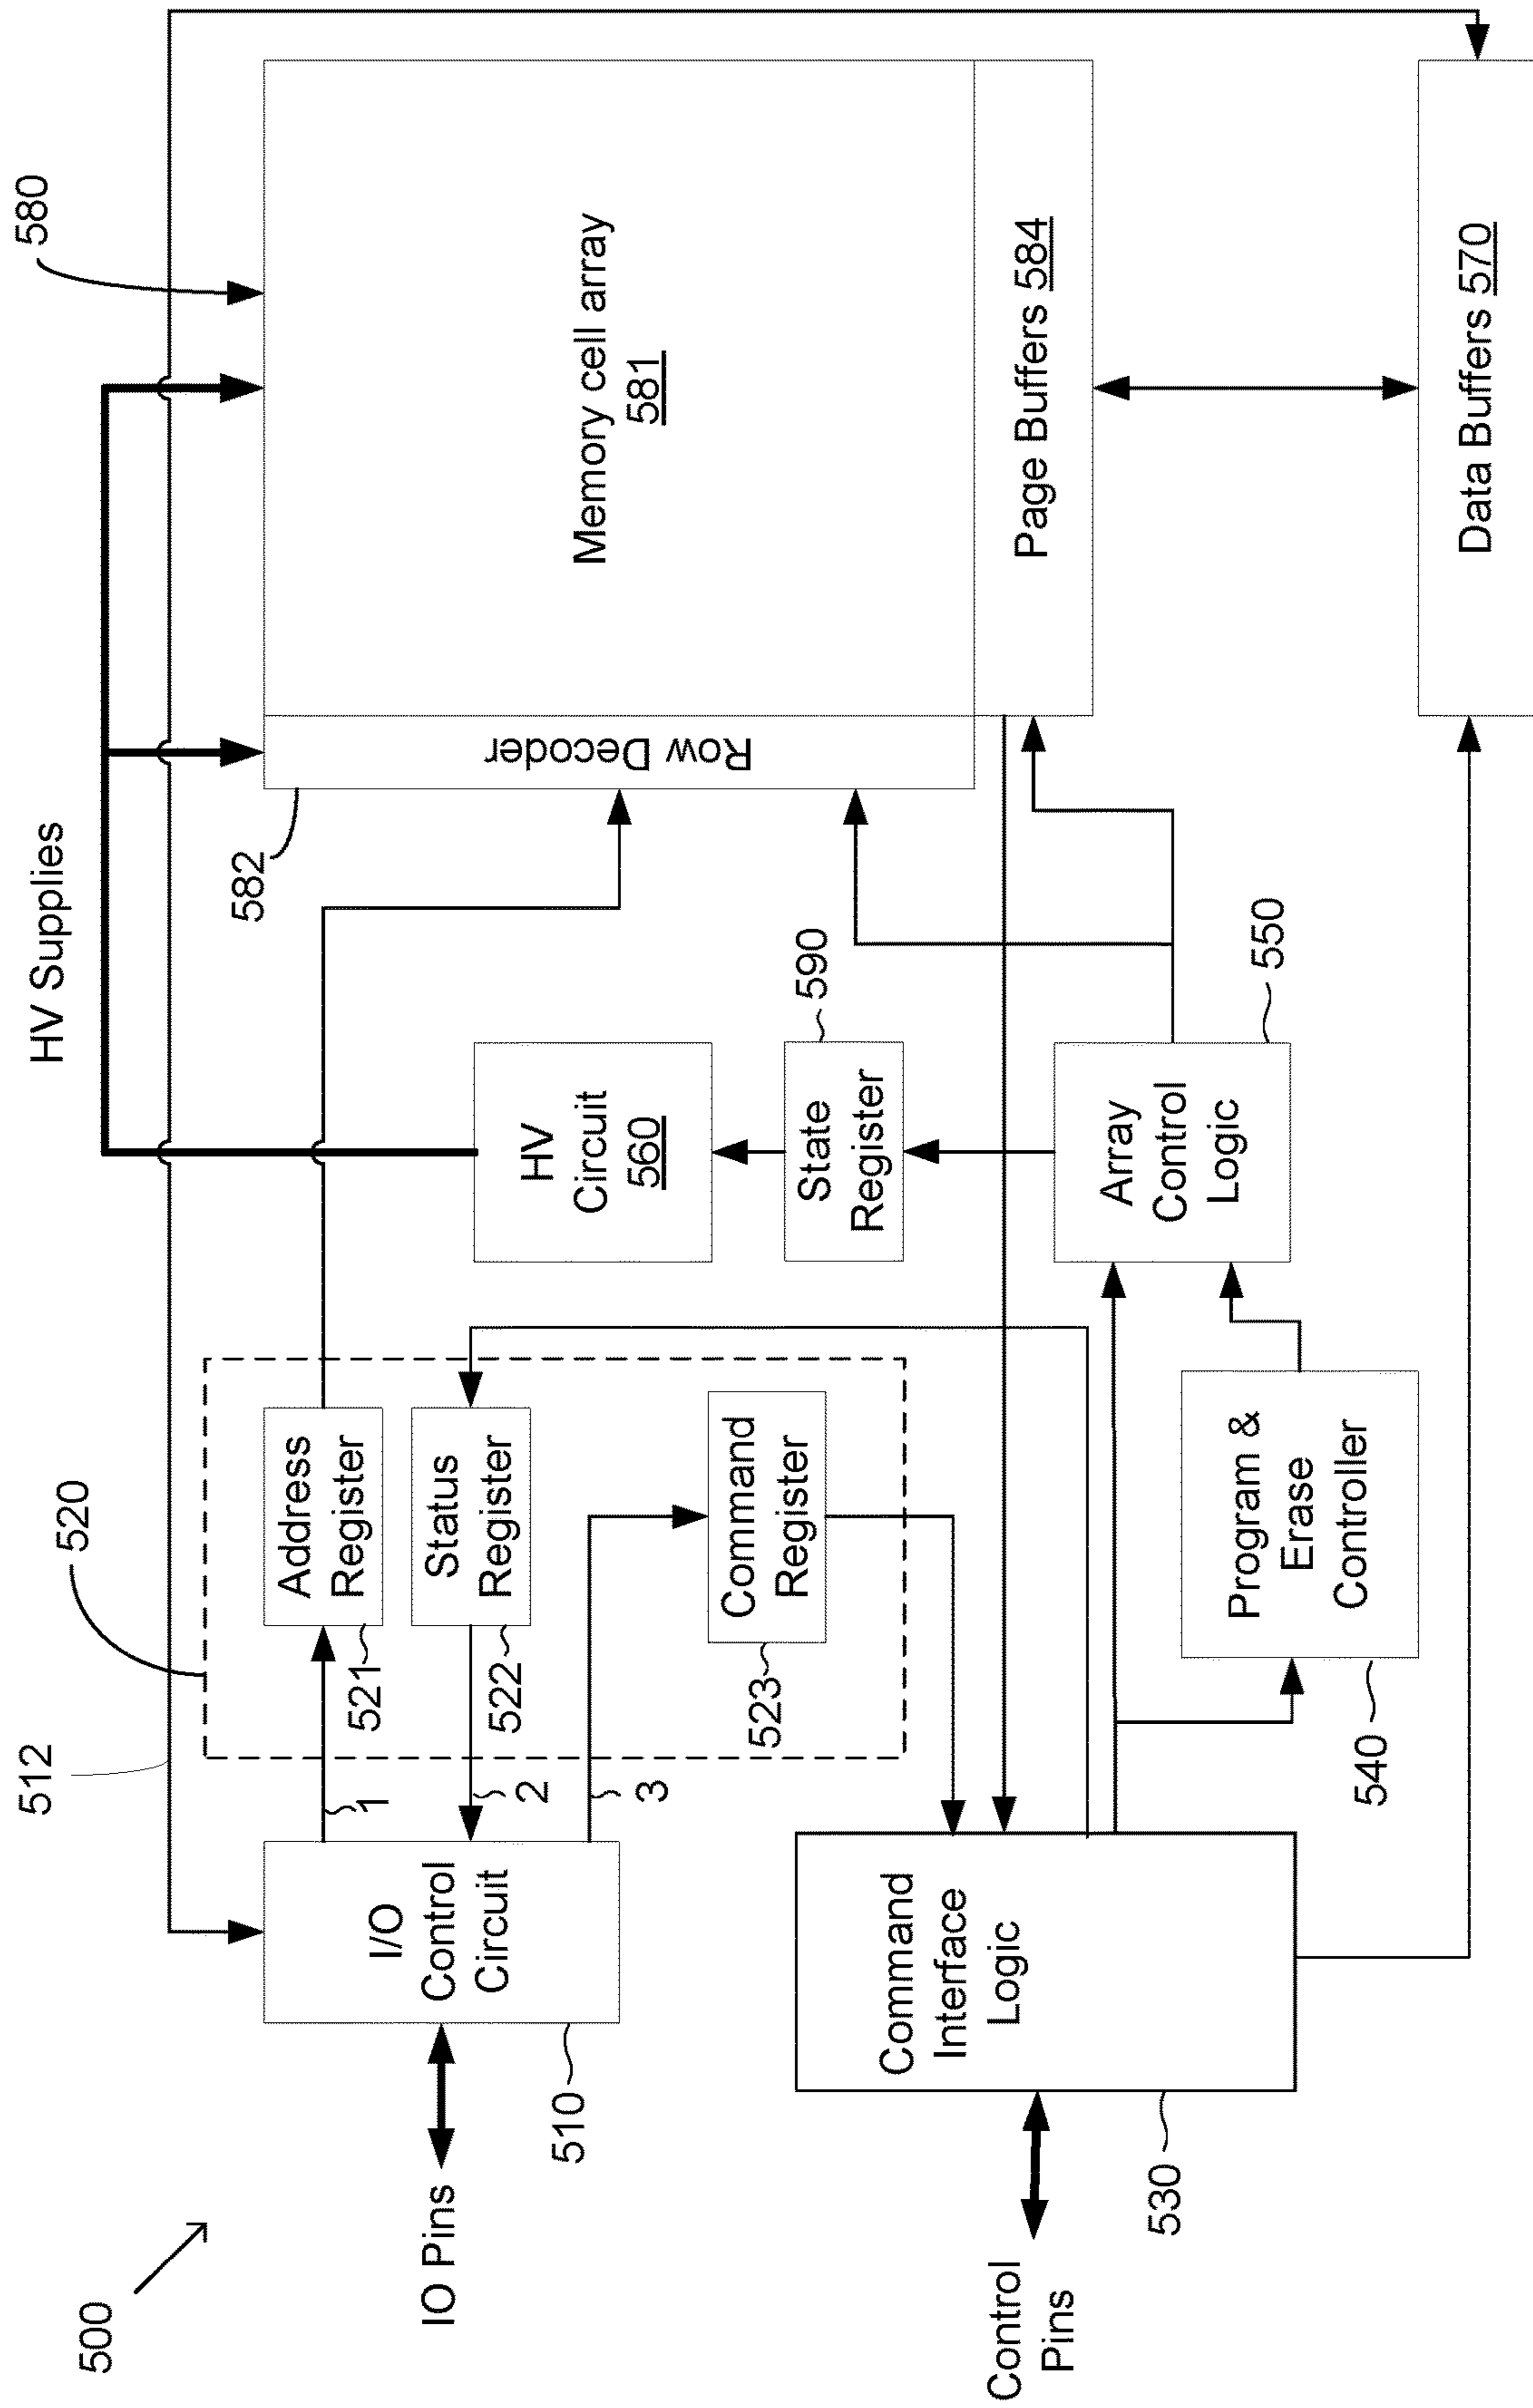 500
512
520
HV Supplies
580
IO Pins
510
I/O
Control
Circuit
1
2
3
Address
Register
521
Status
Register
522
Command
Register
523
HV
Circuit
560
State
Register
590
582
Row Decoder
Memory cell array
581
Page Buffers 584
Control
Pins
530
Command
Interface
Logic
540
Program &
Erase
Controller
Array
Control
Logic
550
Data Buffers 570